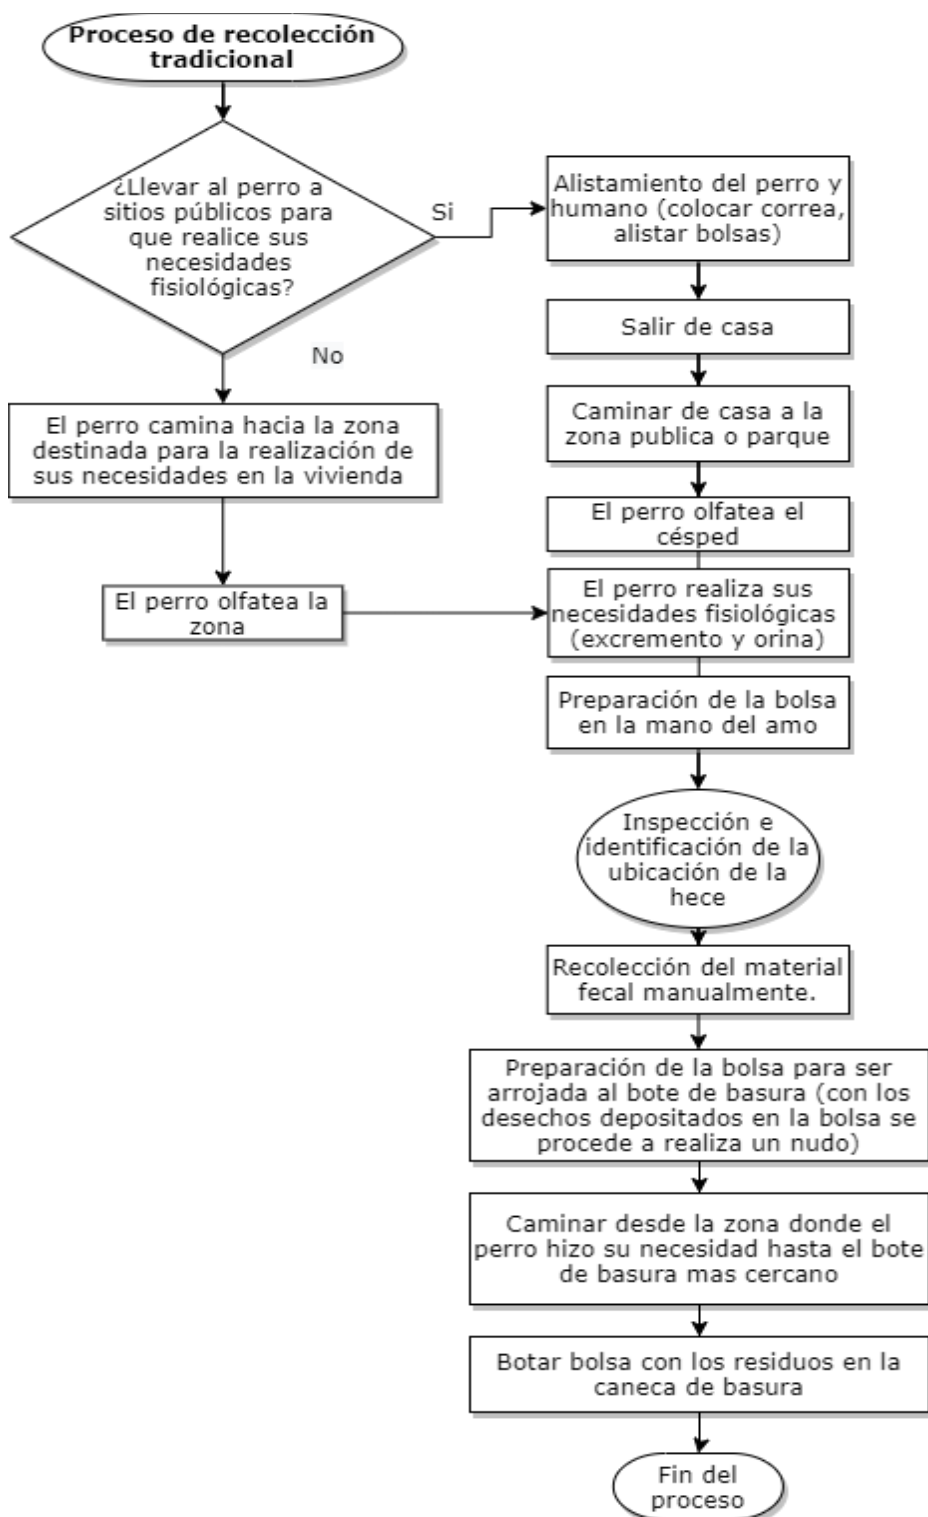 Proceso de recolección
tradicional
¿Llevar al perro a
sitios públicos para
que realice sus
necesidades
fisiológicas?
Si
No
Alistamiento del perro y
humano (colocar correa,
alistar bolsas)
Salir de casa
Caminar de casa a la
zona publica o parque
El perro olfatea el
césped
El perro camina hacia la zona
destinada para la realización de
sus necesidades en la vivienda
El perro olfatea la
zona
El perro realiza sus
necesidades fisiológicas
(excremento y orina)
Preparación de la bolsa
en la mano del amo
Inspección e
identificación de la
ubicación de la
hece
Recolección del material
fecal manualmente.
Preparación de la bolsa para ser
arrojada al bote de basura (con los
desechos depositados en la bolsa se
procede a realiza un nudo)
Caminar desde la zona donde el
perro hizo su necesidad hasta el bote
de basura mas cercano
Botar bolsa con los residuos en la
caneca de basura
Fin del
proceso